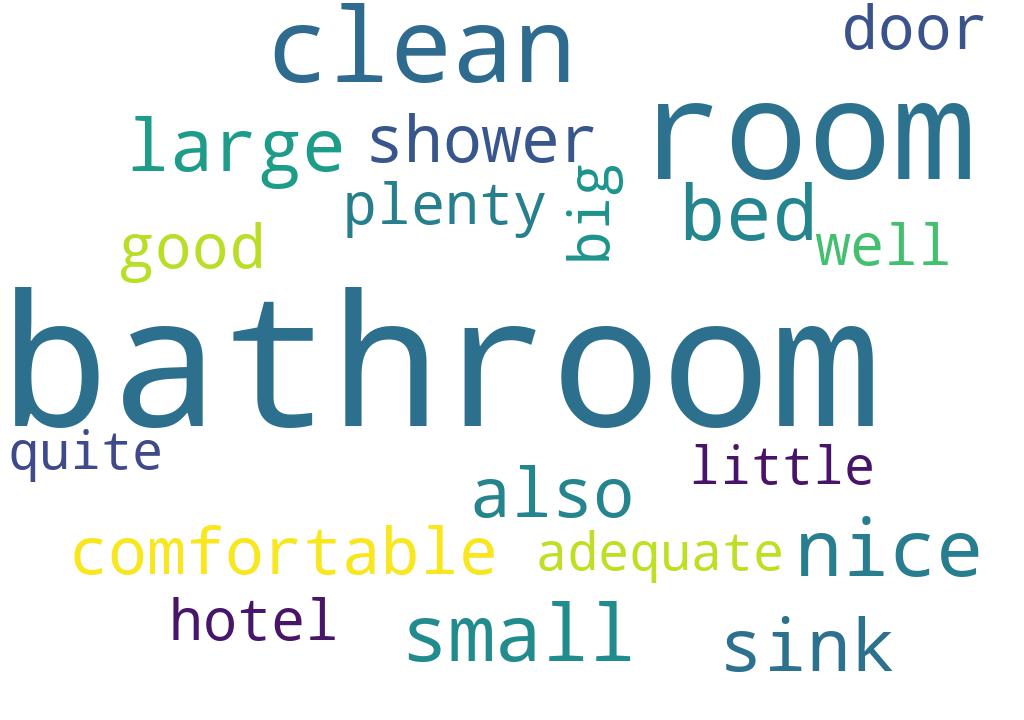 clean
door
room
large
shower
big
plenty
bed
well
good
bathroom
quite
little
also
comfortable
adequate
nice
hotel
small
sink